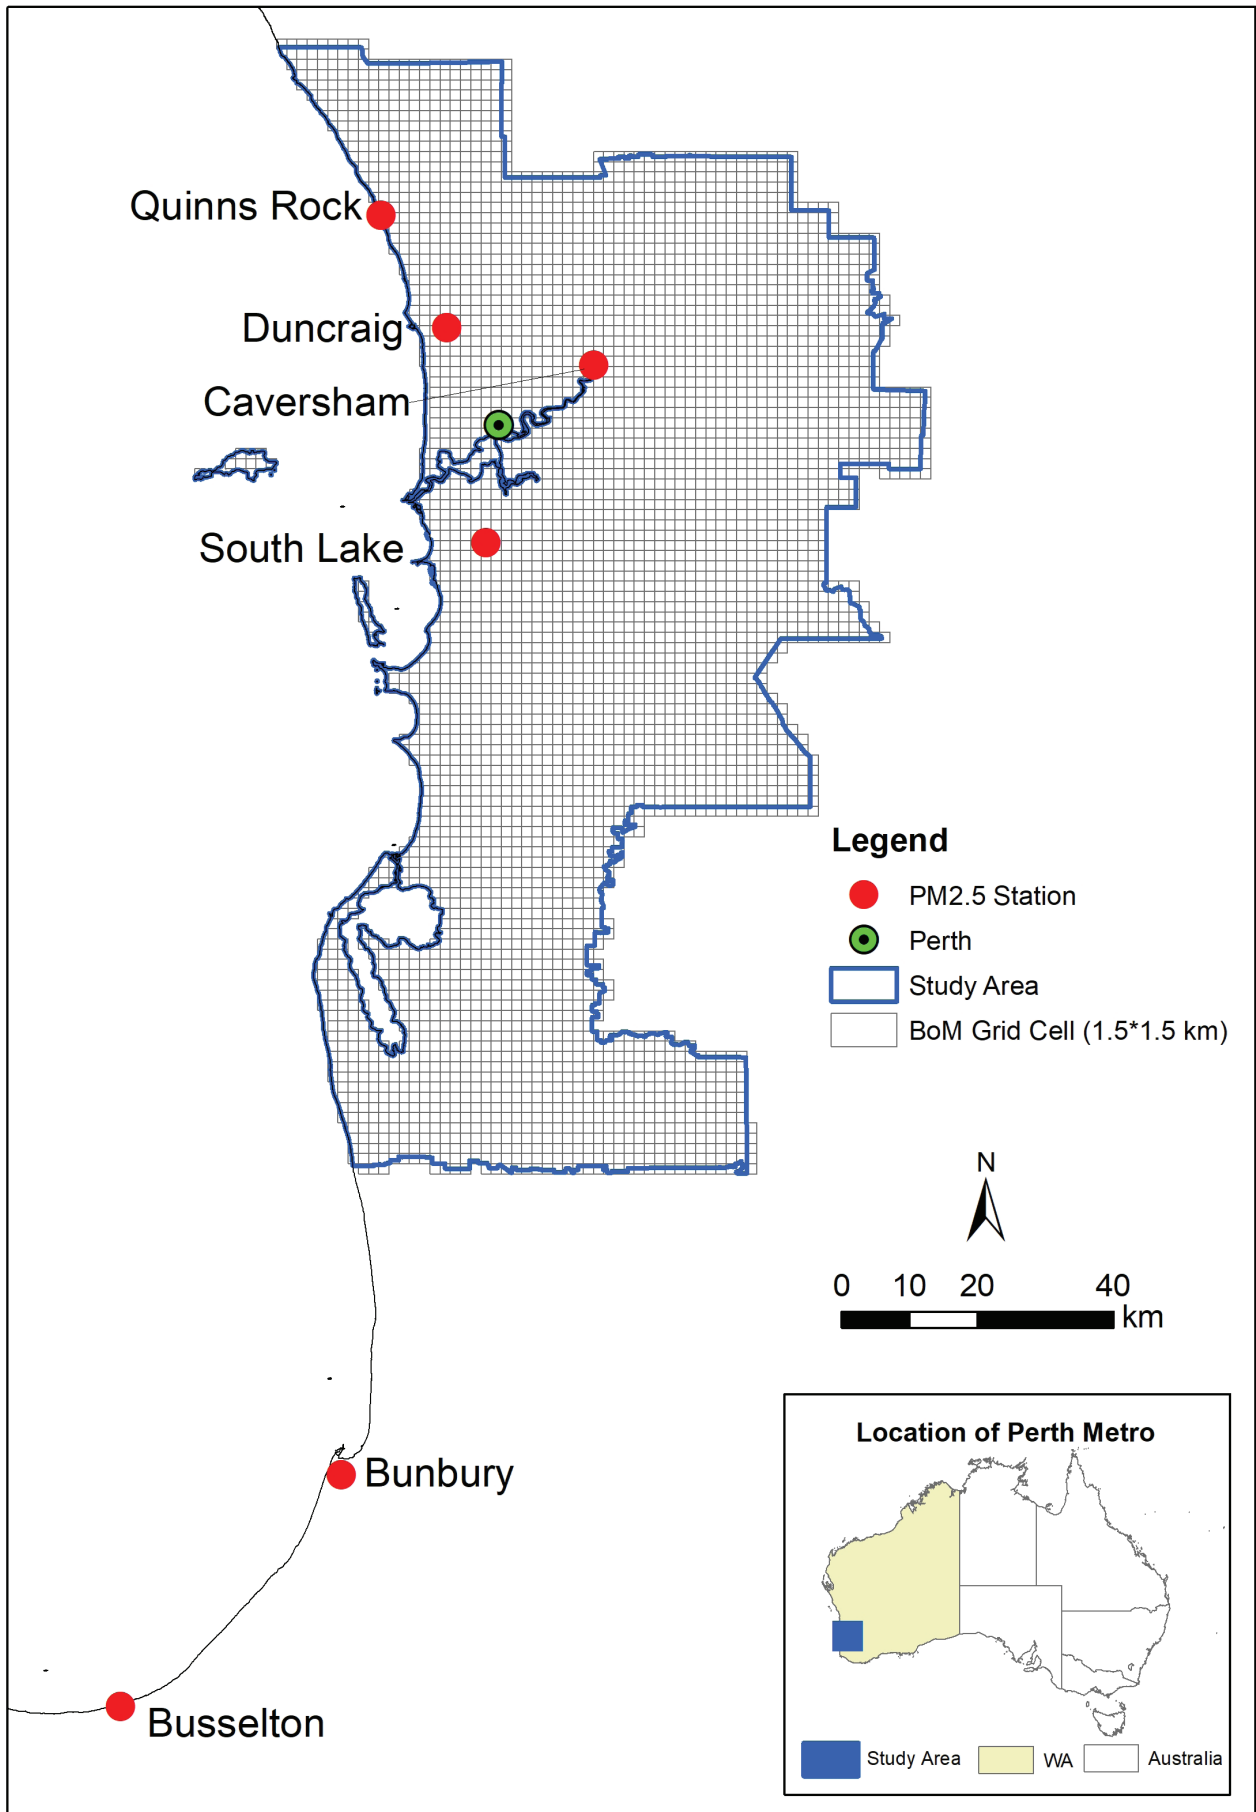 Quinns Rock
Duncraig
Caversham
South Lake
Legend
PM2.5 Station
Perth
Study Area
BoM Grid Cell (1.5*1.5 km)
N
0 10 20 40
km
Bunbury
Busselton
Location of Perth Metro
Study Area WA Australia